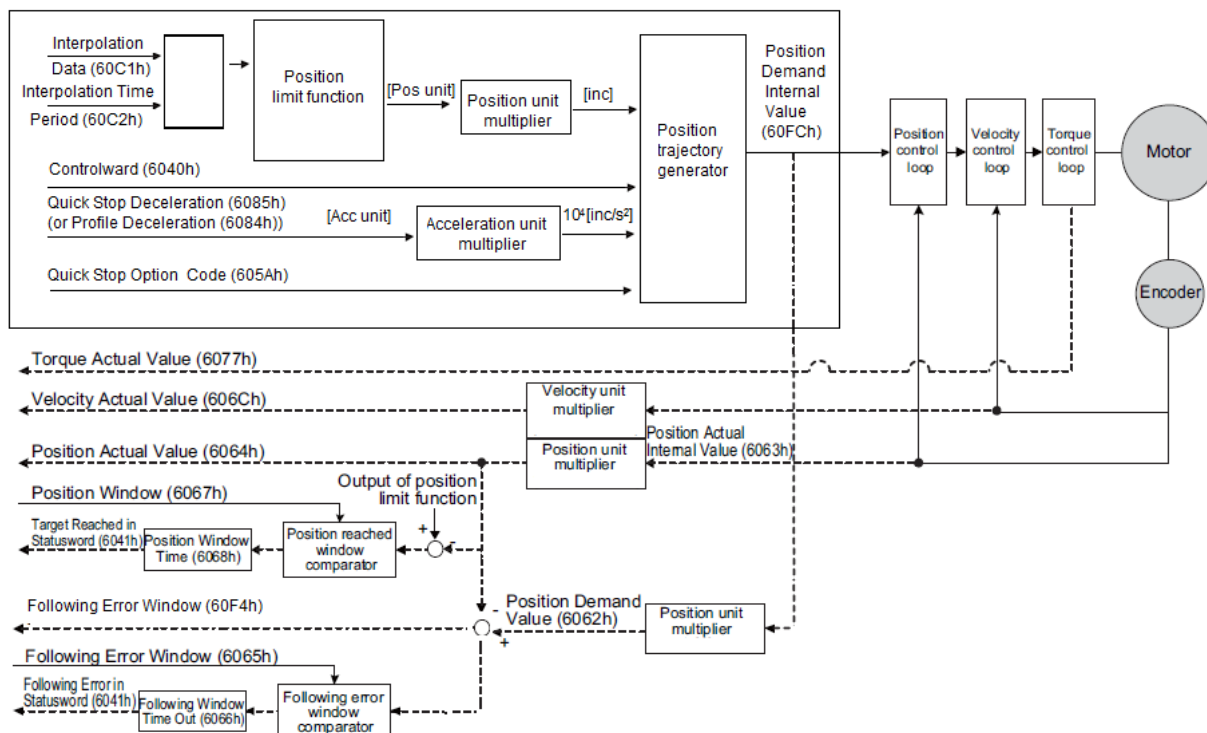 Interpolation
Data (60C1h)
Interpolation Time
Period (60C2h)
Position
limit function
[Pos unit]
Position unit
multiplier
[inc]
Position
trajectory
generator
Position
Demand
Internal
Value
(60FCh)
Position
control
loop
Velocity
control
loop
Torque
control
loop
Motor
Encoder
Controlward (6040h)
Quick Stop Deceleration (6085h)
(or Profile Deceleration (6084h))
[Acc unit]
Acceleration unit
multiplier
10⁴[inc/s²]
Quick Stop Option Code (605Ah)
Torque Actual Value (6077h)
Velocity Actual Value (606Ch)
Velocity unit
multiplier
Position Actual Value (6064h)
Position unit
multiplier
Position Actual
Internal Value (6063h)
Position Window (6067h)
Output of position
limit function
+
-
Target Reached in
Statusword (6041h)
Position Window
Time (6068h)
Position reached
window
comparator
Following Error Window (60F4h)
-
+
Position Demand
Value (6062h)
Position unit
multiplier
Following Error Window (6065h)
Following Error in
Statusword (6041h)
Following Window
Time Out (6066h)
Following error
window
comparator